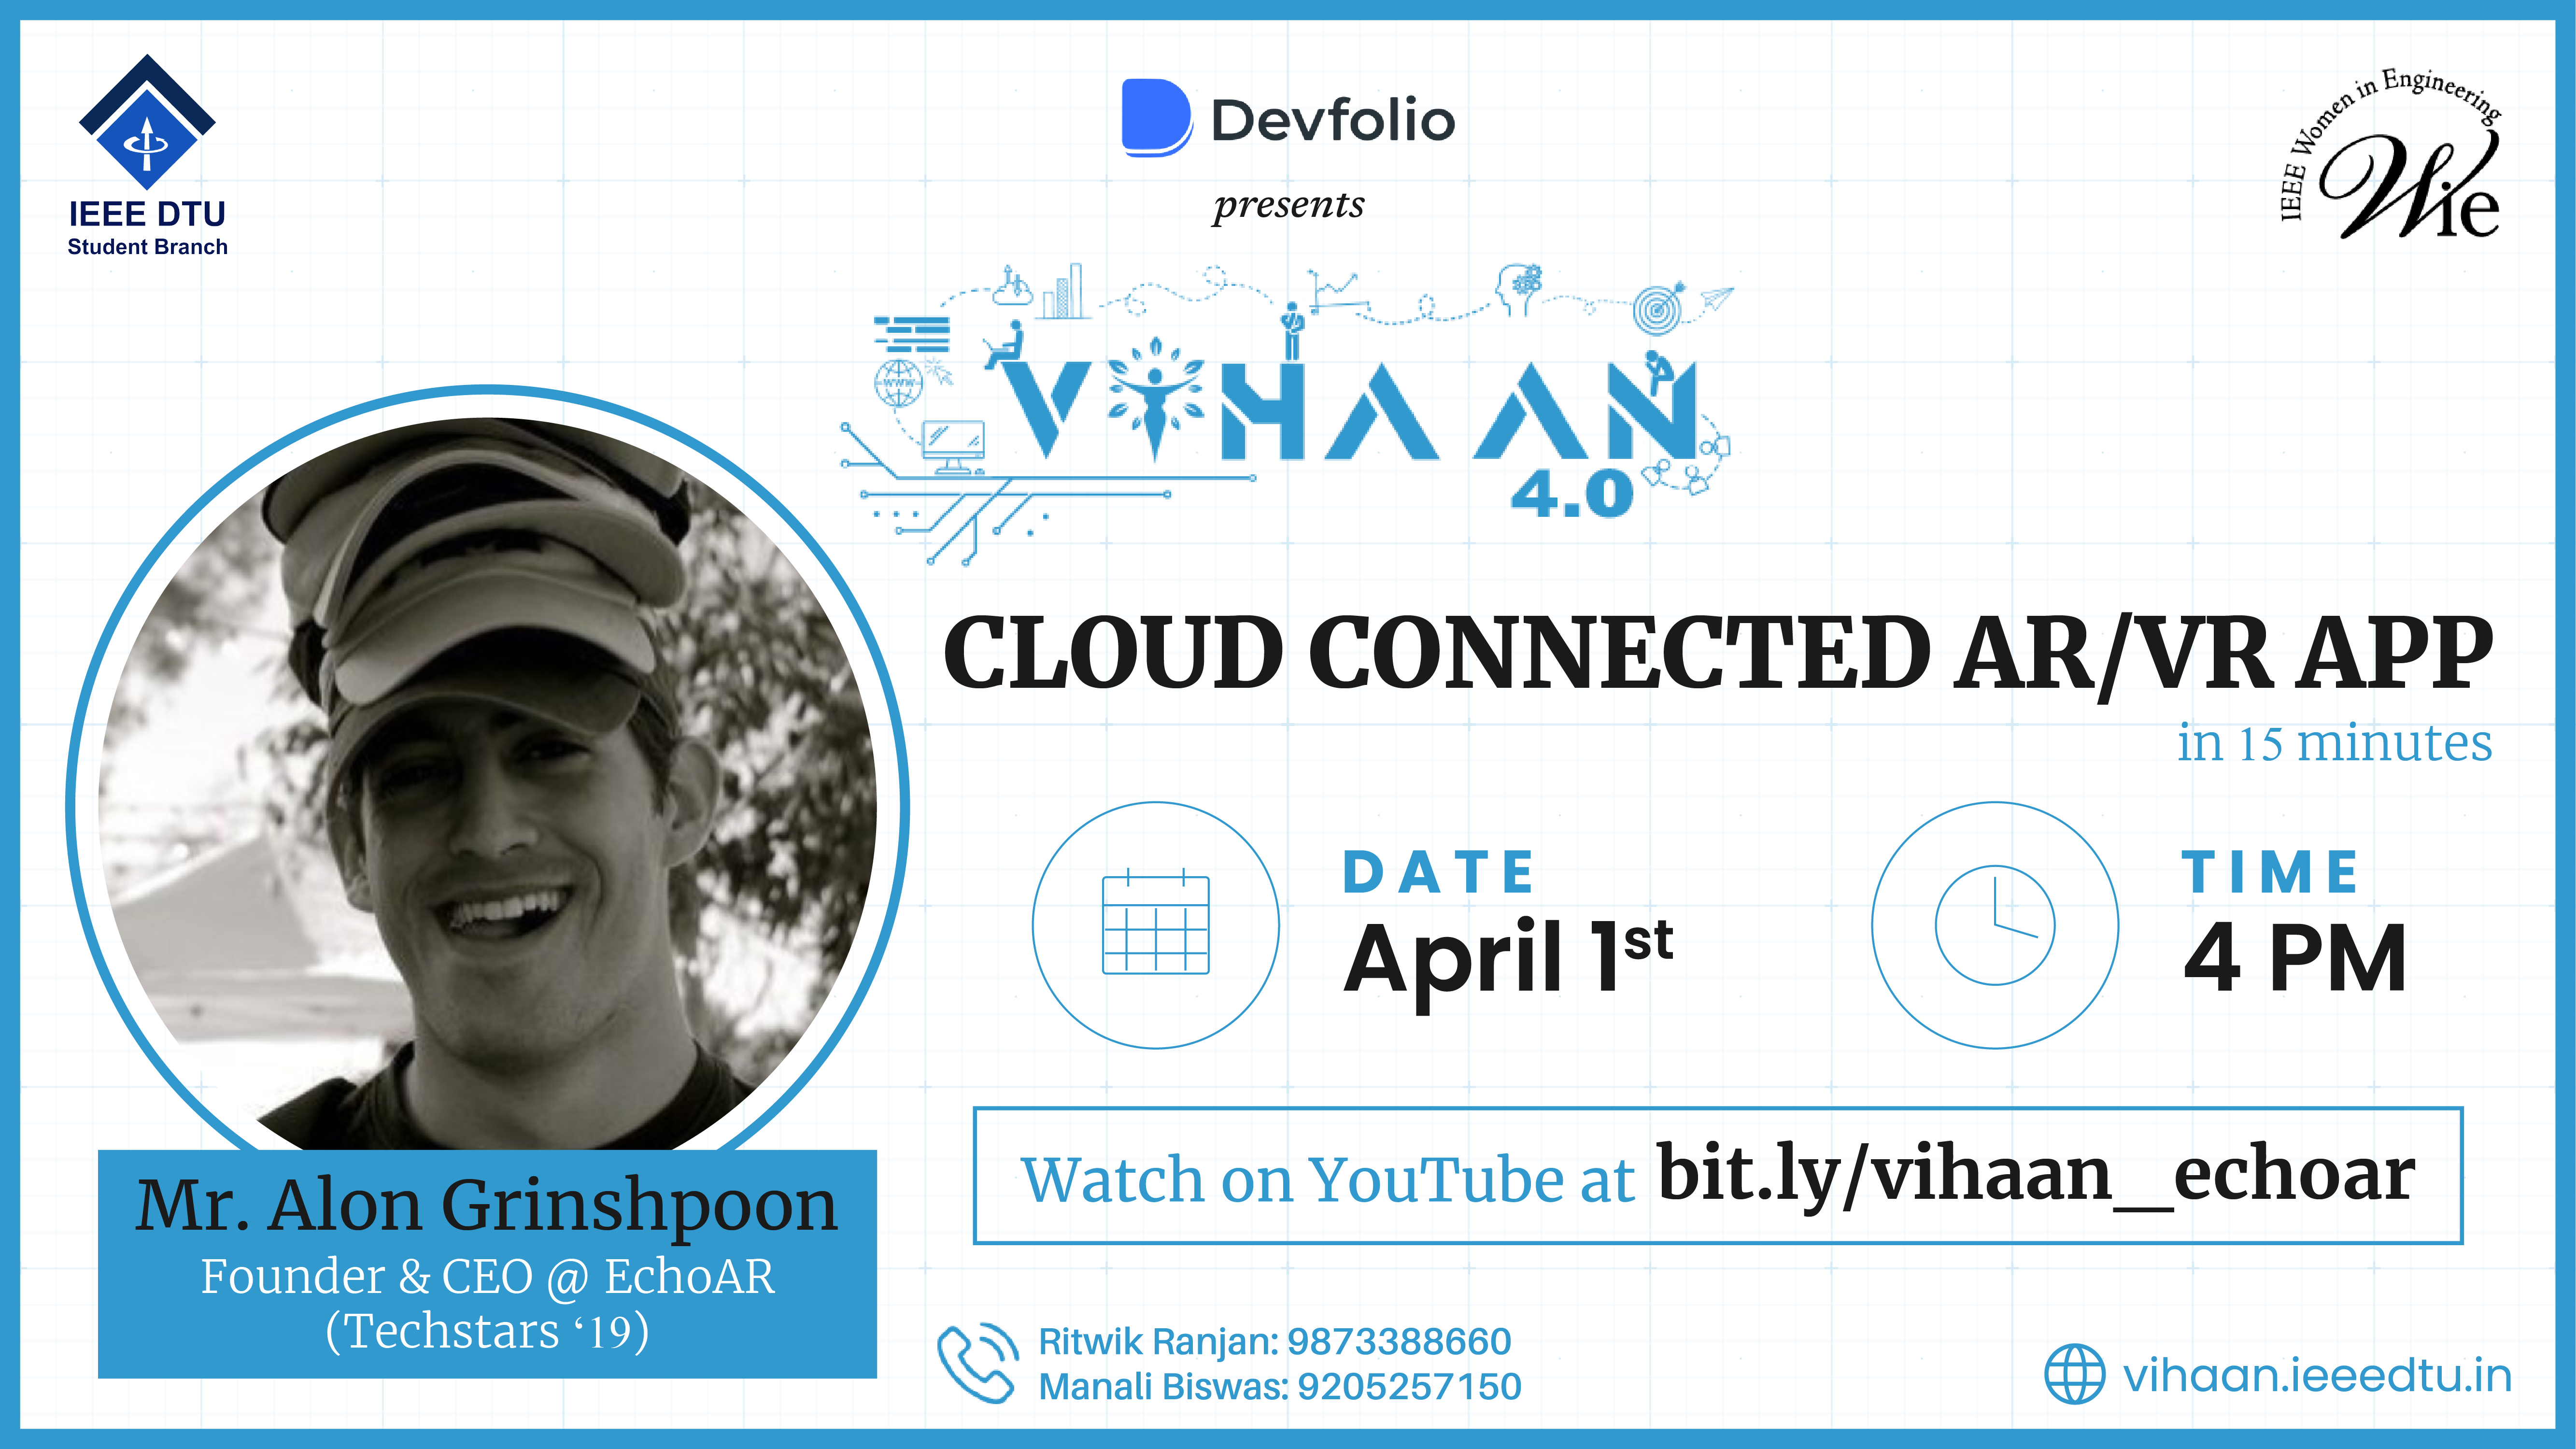 IEEE DTU
Student Branch
Devfolio
presents
IEEE Women in Engineering
Wie
www
VIHAAN
4.0
CLOUD CONNECTED AR/VR APP
in 15 minutes
DATE
April 1st
TIME
4 PM
Watch on YouTube at bit.ly/vihaan__echoar
Mr. Alon Grinshpoon
Founder & CEO @ EchoAR
(Techstars ‘19)
Ritwik Ranjan: 9873388660
Manali Biswas: 9205257150
vihaan.ieeedtu.in